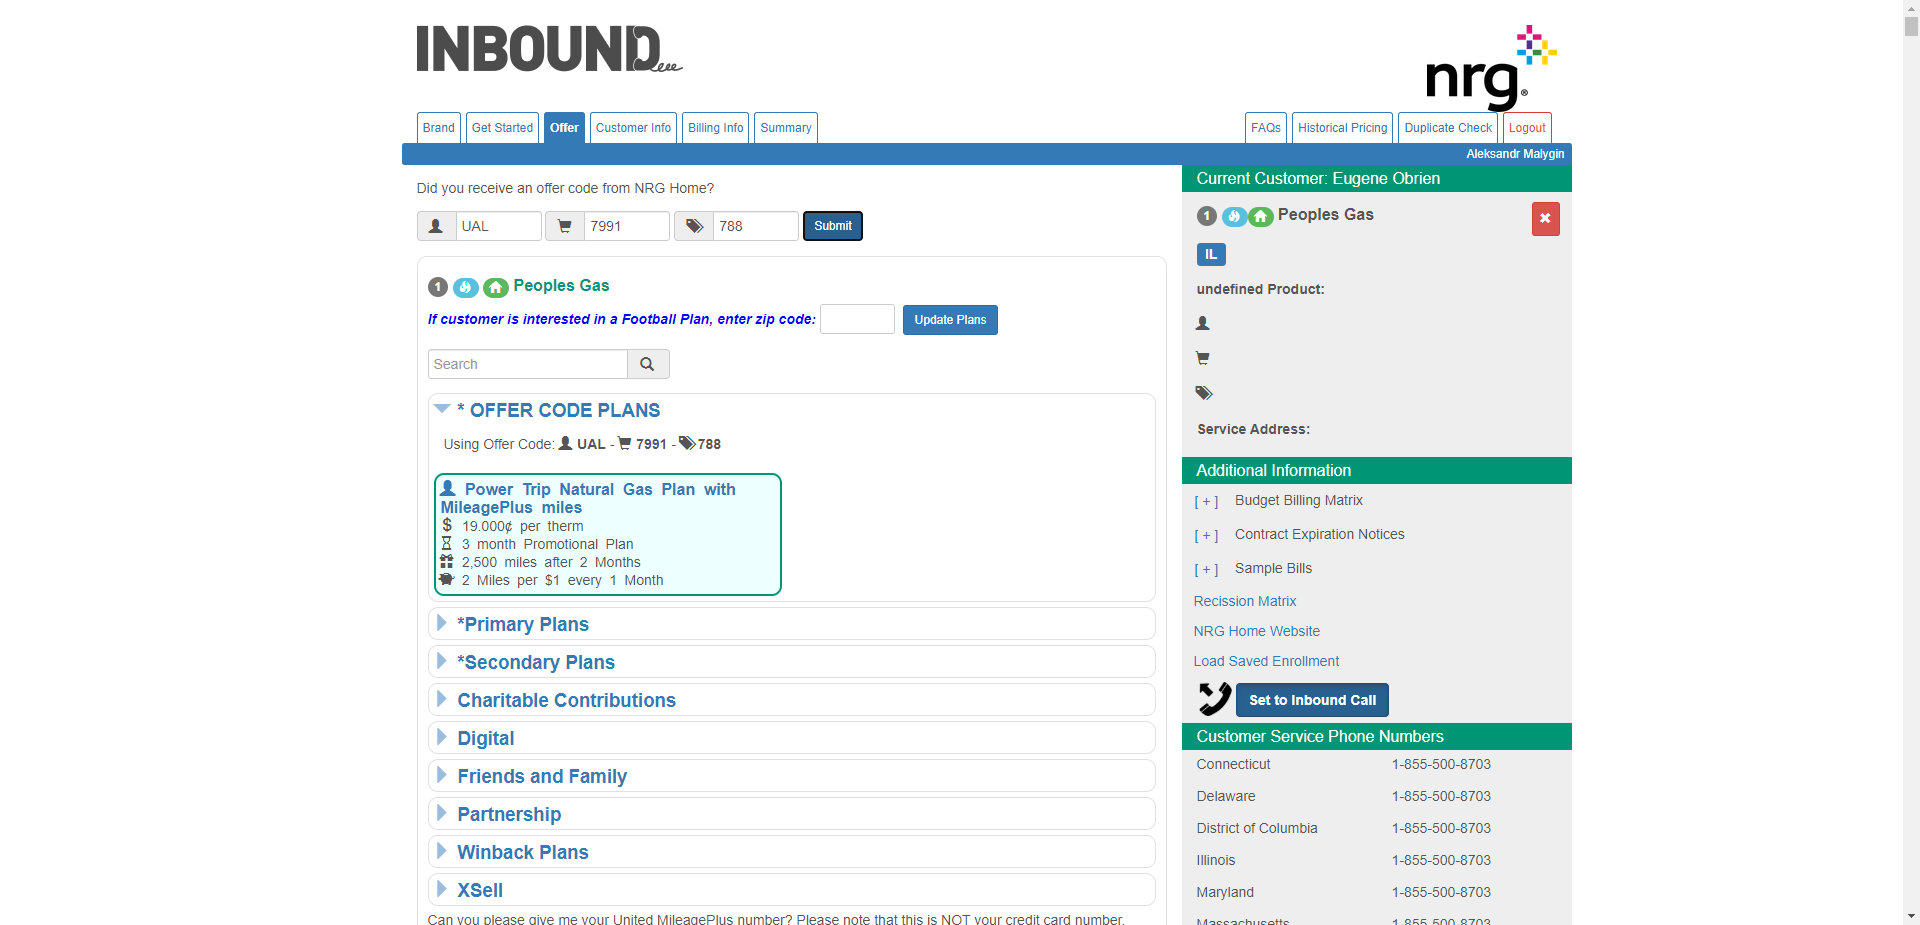 INBOUND
nrg®
Brand
Get Started
Offer
Customer Info
Billing Info
Summary
FAQs
Historical Pricing
Duplicate Check
Logout
Aleksandr Malygin
Did you receive an offer code from NRG Home?
UAL
7991
788
Submit
1 Peoples Gas
If customer is interested in a Football Plan, enter zip code:
Update Plans
Search
* OFFER CODE PLANS
Using Offer Code: UAL - 7991 - 788
Power Trip Natural Gas Plan with
MileagePlus miles
$ 19.000¢ per therm
3 month Promotional Plan
2,500 miles after 2 Months
2 Miles per $1 every 1 Month
*Primary Plans
*Secondary Plans
Charitable Contributions
Digital
Friends and Family
Partnership
Winback Plans
XSell
Can you please give me your United MileagePlus number? Please note that this is NOT your credit card number.
Current Customer: Eugene Obrien
1 Peoples Gas
IL
undefined Product:
Service Address:
Additional Information
[ + ] Budget Billing Matrix
[ + ] Contract Expiration Notices
[ + ] Sample Bills
Recission Matrix
NRG Home Website
Load Saved Enrollment
Set to Inbound Call
Customer Service Phone Numbers
Connecticut 1-855-500-8703
Delaware 1-855-500-8703
District of Columbia 1-855-500-8703
Illinois 1-855-500-8703
Maryland 1-855-500-8703
Massachusetts 1-855-500-8703